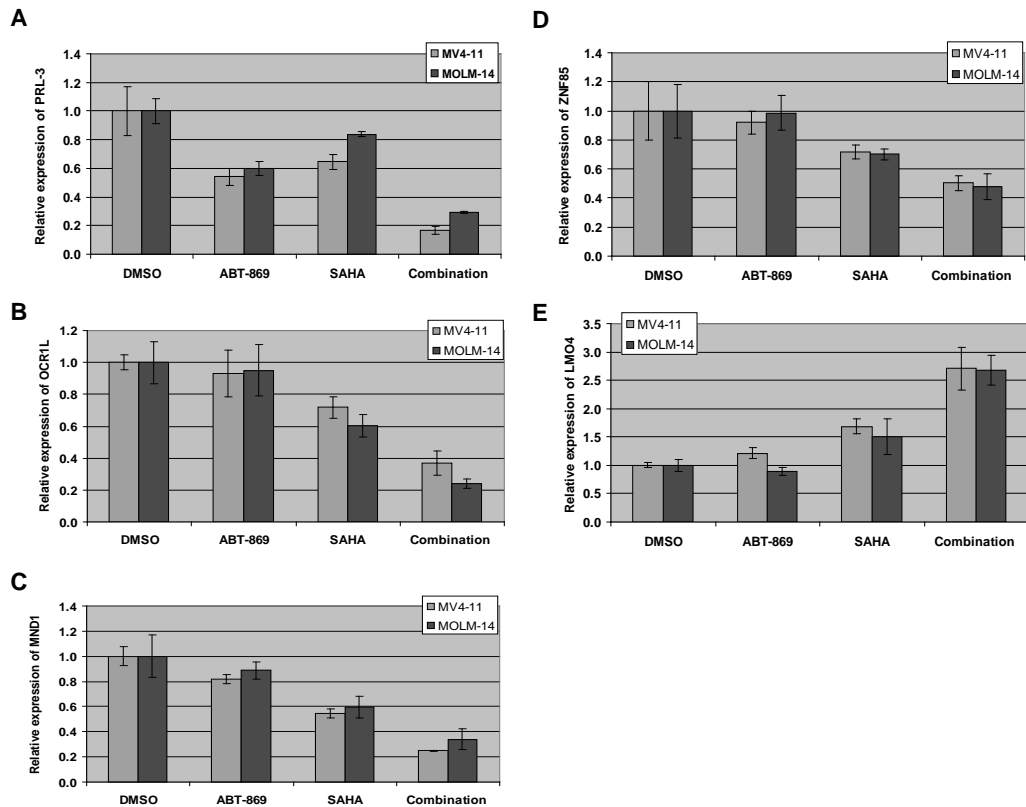 A
Relative expression of PRL-3
1.4
1.2
1.0
0.8
0.6
0.4
0.2
0.0
MV4-11
MOLM-14
DMSO ABT-869 SAHA Combination
B
Relative expression of OCR1L
1.2
1.0
0.8
0.6
0.4
0.2
0.0
MV4-11
MOLM-14
DMSO ABT-869 SAHA Combination
C
Relative expression of MND1
1.4
1.2
1.0
0.8
0.6
0.4
0.2
0.0
MV4-11
MOLM-14
DMSO ABT-869 SAHA Combination
D
Relative expression of ZNF85
1.4
1.2
1.0
0.8
0.6
0.4
0.2
0.0
MV4-11
MOLM-14
DMSO ABT-869 SAHA Combination
E
Relative expression of LMO4
3.5
3.0
2.5
2.0
1.5
1.0
0.5
0.0
MV4-11
MOLM-14
DMSO ABT-869 SAHA Combination